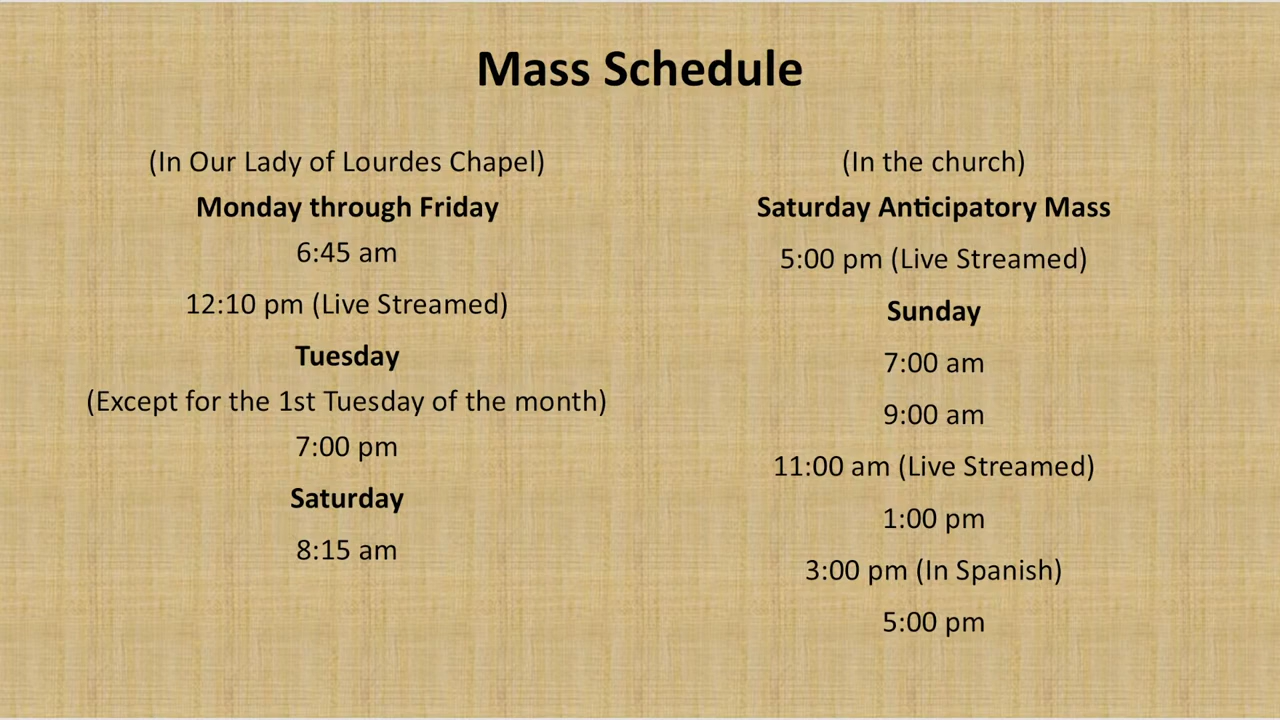 Mass Schedule
(In Our Lady of Lourdes Chapel)
Monday through Friday
6:45 am
12:10 pm (Live Streamed)
Tuesday
(Except for the 1st Tuesday of the month)
7:00 pm
Saturday
8:15 am
(In the church)
Saturday Anticipatory Mass
5:00 pm (Live Streamed)
Sunday
7:00 am
9:00 am
11:00 am (Live Streamed)
1:00 pm
3:00 pm (In Spanish)
5:00 pm